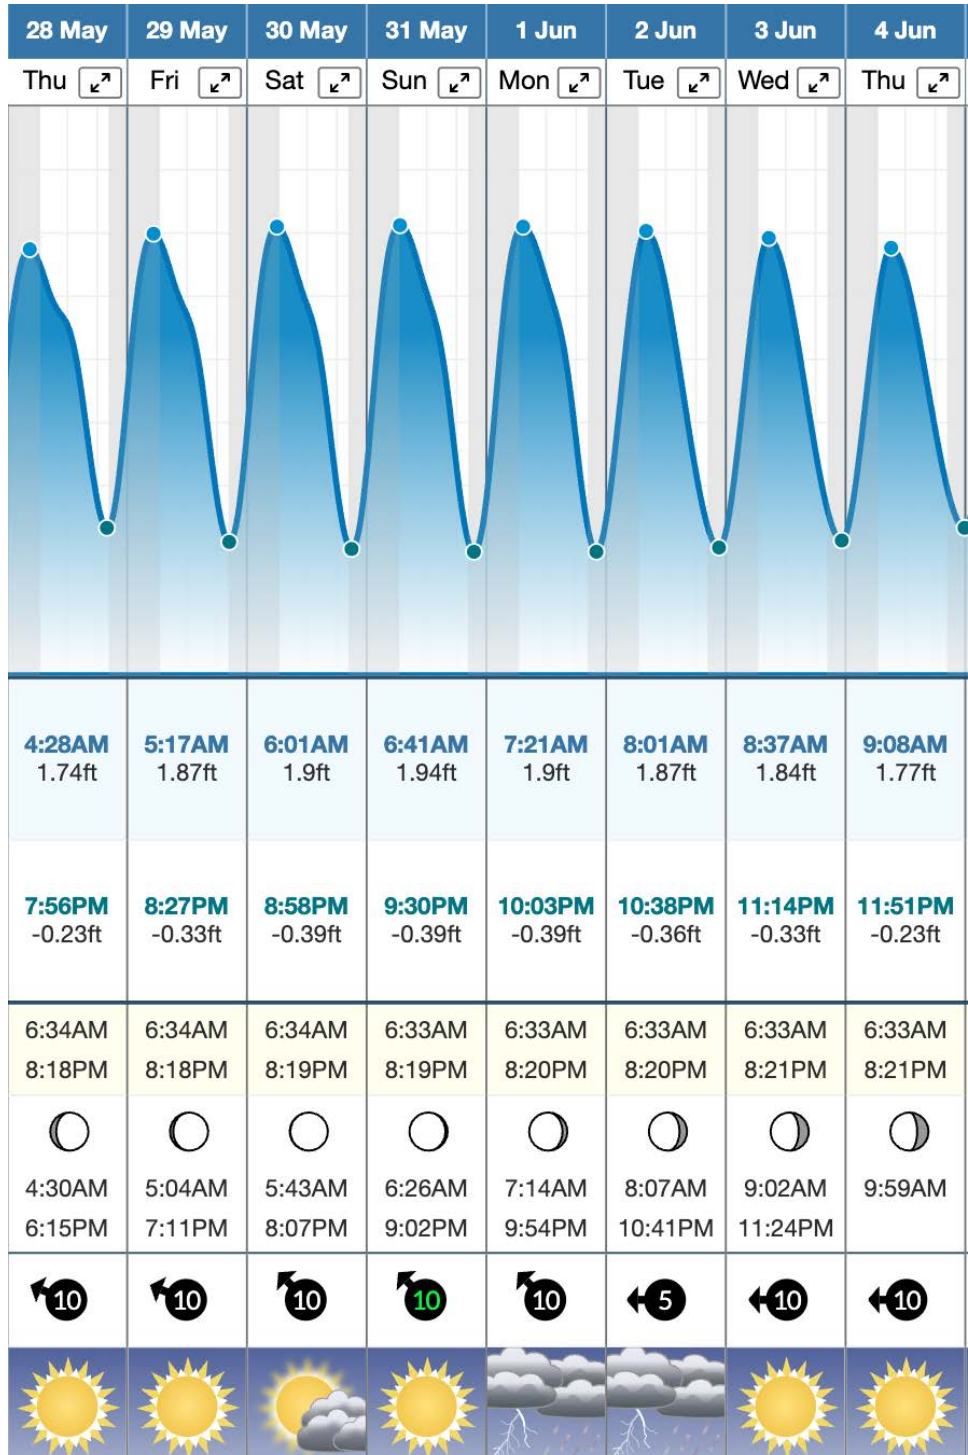 28 May 29 May 30 May 31 May 1 Jun 2 Jun 3 Jun 4 Jun
Thu Fri Sat Sun Mon Tue Wed Thu
4:28AM 5:17AM 6:01AM 6:41AM 7:21AM 8:01AM 8:37AM 9:08AM
1.74ft 1.87ft 1.9ft 1.94ft 1.9ft 1.87ft 1.84ft 1.77ft
7:56PM 8:27PM 8:58PM 9:30PM 10:03PM 10:38PM 11:14PM 11:51PM
-0.23ft -0.33ft -0.39ft -0.39ft -0.39ft -0.36ft -0.33ft -0.23ft
6:34AM 6:34AM 6:34AM 6:33AM 6:33AM 6:33AM 6:33AM 6:33AM
8:18PM 8:18PM 8:19PM 8:19PM 8:20PM 8:20PM 8:21PM 8:21PM
4:30AM 5:04AM 5:43AM 6:26AM 7:14AM 8:07AM 9:02AM 9:59AM
6:15PM 7:11PM 8:07PM 9:02PM 9:54PM 10:41PM 11:24PM
10 10 10 10 10 5 10 10